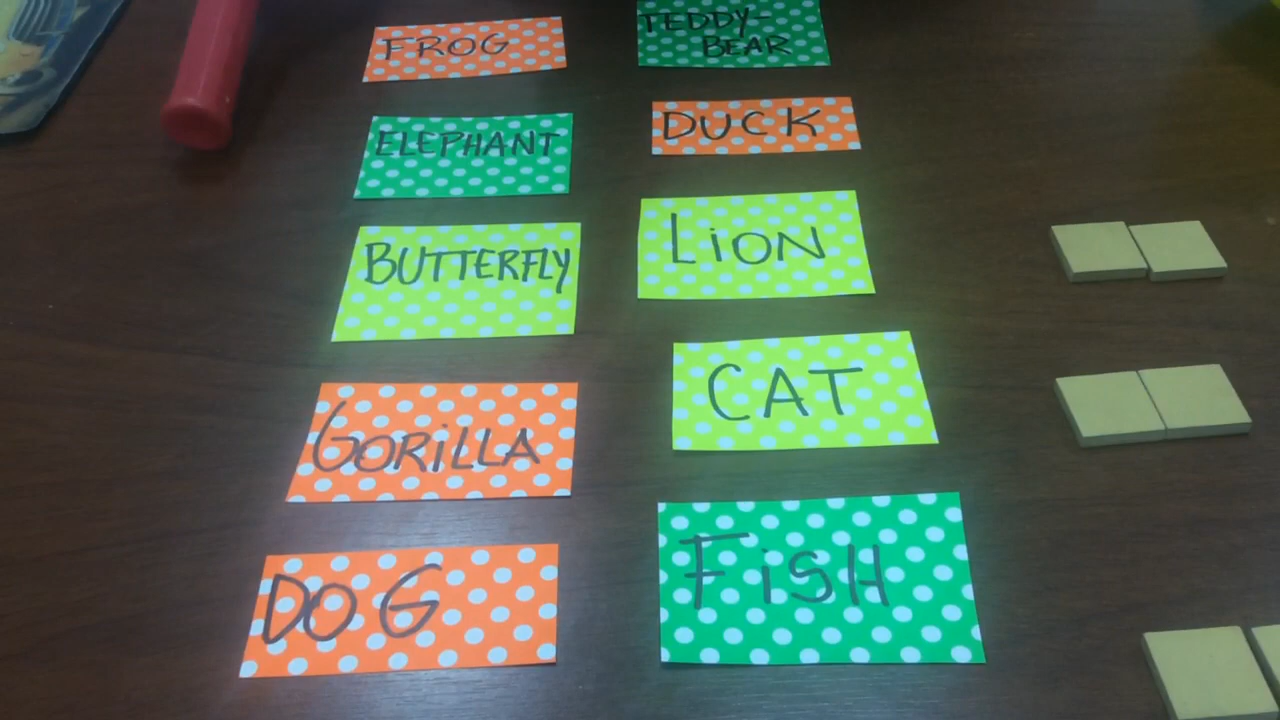 FROG
TEDDY-
BEAR
ELEPHANT
DUCK
BUTTERFLY
LiON
GORiLLA
CAT
DOG
FiSH